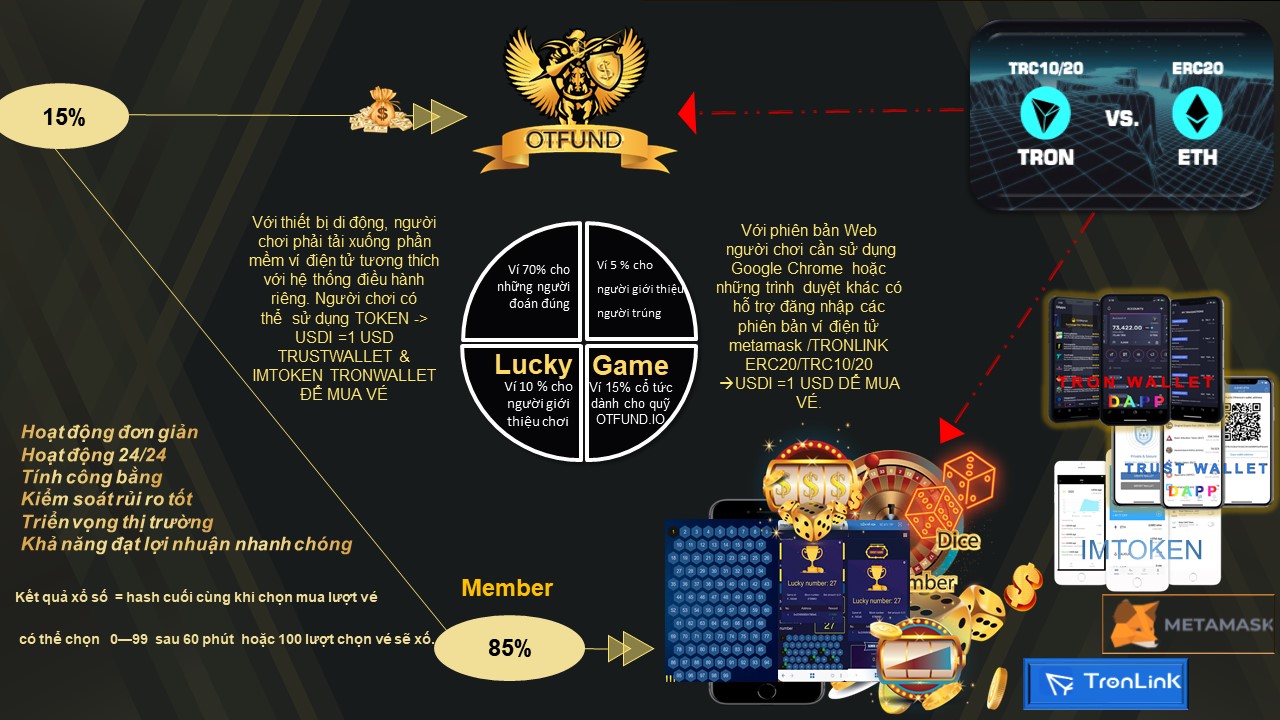 OTFUND
TRC10/20
ERC20
VS.
TRON
ETH
15%
Với thiết bị di động, người
chơi phải tải xuống phần
mềm ví điện tử tương thích
với hệ thống điều hành
riêng. Người chơi có
thể sử dụng TOKEN ->
USDI =1 USD
TRUSTWALLET &
IMTOKEN TRONWALLET
ĐỂ MUA VÉ
Ví 70% cho
những người
đoán đúng
Ví 5 % cho
người giới thiệu
người trúng
Lucky
Ví 10 % cho
người giới
thiệu chơi
Game
Ví 15% cổ tức
dành cho quỹ
OTFUND.IO
Với phiên bản Web
người chơi cần sử dụng
Google Chrome hoặc
những trình duyệt khác có
hỗ trợ đăng nhập các
phiên bản ví điện tử
metamask /TRONLINK
ERC20/TRC10/20
→USDI =1 USD DỂ MUA
VÉ.
Hoạt động đơn giản
Hoạt động 24/24
Tính công bằng
Kiểm soát rủi ro tốt
Triển vọng thị trường
Khả năng đạt lợi nhuận nhanh chóng
Kết quả xổ số = hash cuối cùng khi chọn mua lượt vé
có thể chọn 0—99 sau 60 phút hoặc 100 lượt chọn vé sẽ xổ.
Member
85%
Dice
Lucky number: 27
Lucky number: 27
27
73,422.00
TRON WALLET
DAPP
TRUST WALLET
DAPP
IMTOKEN
METAMASK
TRONLINK